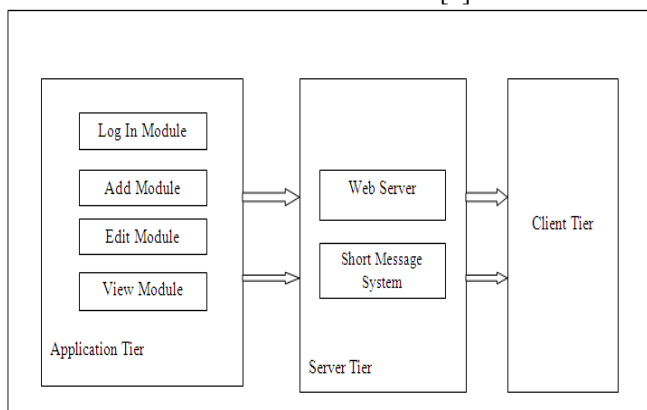 Log In Module
Add Module
Edit Module
View Module
Application Tier
Web Server
Short Message
System
Server Tier
Client Tier